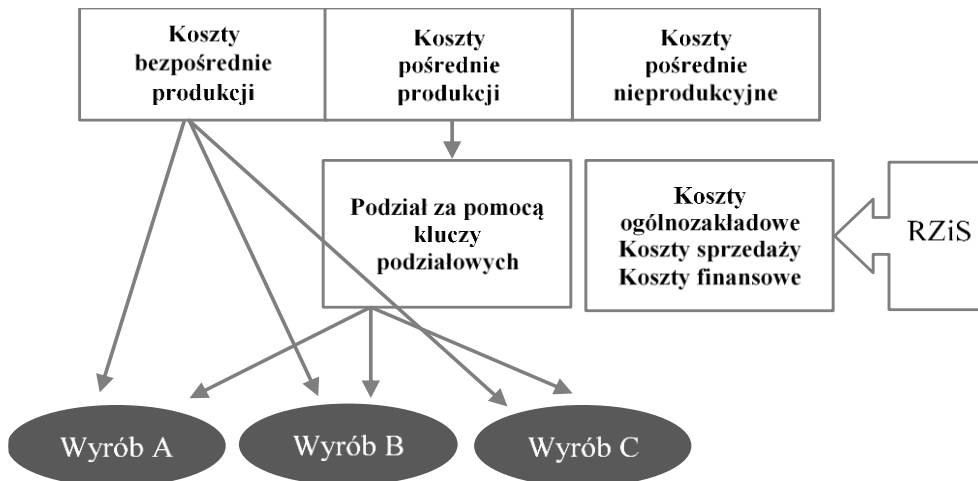 Koszty
bezpośrednie
produkcji
Koszty
pośrednie
produkcji
Koszty
pośrednie
nieprodukcyjne
Podział za pomocą
kluczy
podziałowych
Koszty
ogólnozakładowe
Koszty sprzedaży
Koszty finansowe
RZiS
Wyrób A
Wyrób B
Wyrób C